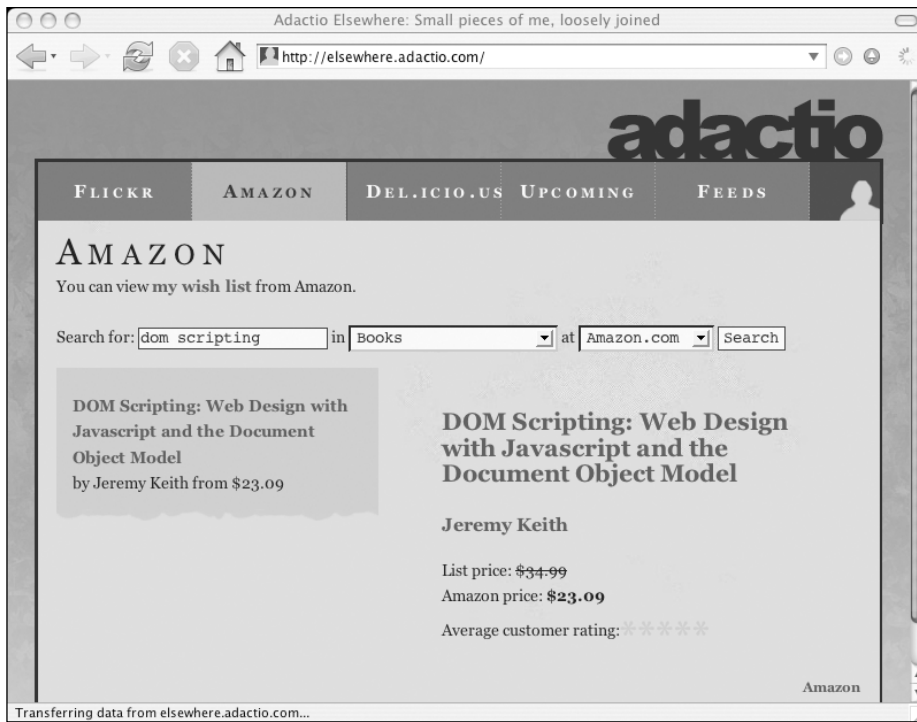 Adactio Elsewhere: Small pieces of me, loosely joined
http://elsewhere.adactio.com/
adactio
FLICKR AMAZON DEL.ICIO.US UPCOMING FEEDS
AMAZON
You can view my wish list from Amazon.
Search for: dom scripting in Books at Amazon.com Search
DOM Scripting: Web Design with
Javascript and the Document
Object Model
by Jeremy Keith from $23.09
DOM Scripting: Web Design
with Javascript and the
Document Object Model
Jeremy Keith
List price: $34.99
Amazon price: $23.09
Average customer rating: *****
Amazon
Transferring data from elsewhere.adactio.com...